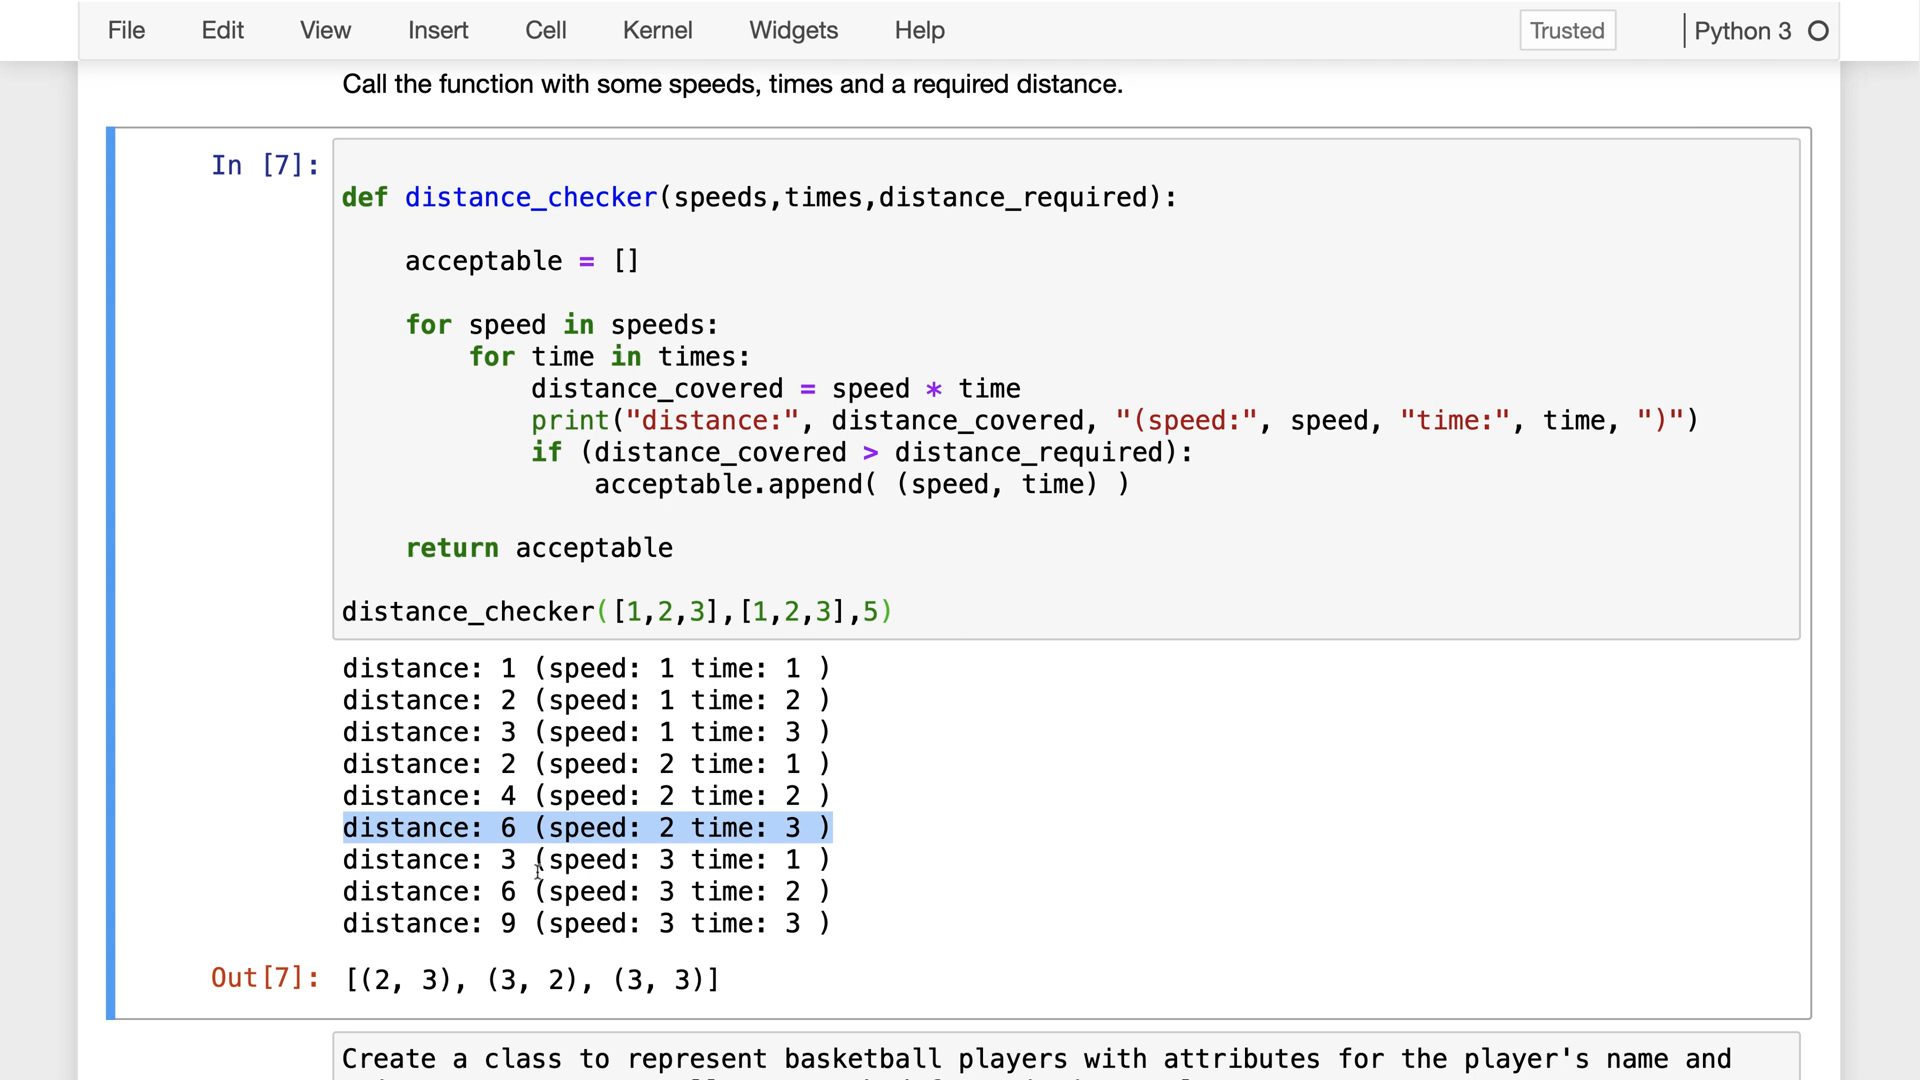 File Edit View Insert Cell Kernel Widgets Help Trusted Python 3
Call the function with some speeds, times and a required distance.
In [7]:
def distance_checker(speeds,times,distance_required):
    acceptable = []
    for speed in speeds:
        for time in times:
            distance_covered = speed * time
            print("distance:", distance_covered, "(speed:", speed, "time:", time, ")")
            if (distance_covered > distance_required):
                acceptable.append( (speed, time) )
    return acceptable
distance_checker([1,2,3],[1,2,3],5)
distance: 1 (speed: 1 time: 1 )
distance: 2 (speed: 1 time: 2 )
distance: 3 (speed: 1 time: 3 )
distance: 2 (speed: 2 time: 1 )
distance: 4 (speed: 2 time: 2 )
distance: 6 (speed: 2 time: 3 )
distance: 3 (speed: 3 time: 1 )
distance: 6 (speed: 3 time: 2 )
distance: 9 (speed: 3 time: 3 )
Out[7]: [(2, 3), (3, 2), (3, 3)]
Create a class to represent basketball players with attributes for the player's name and